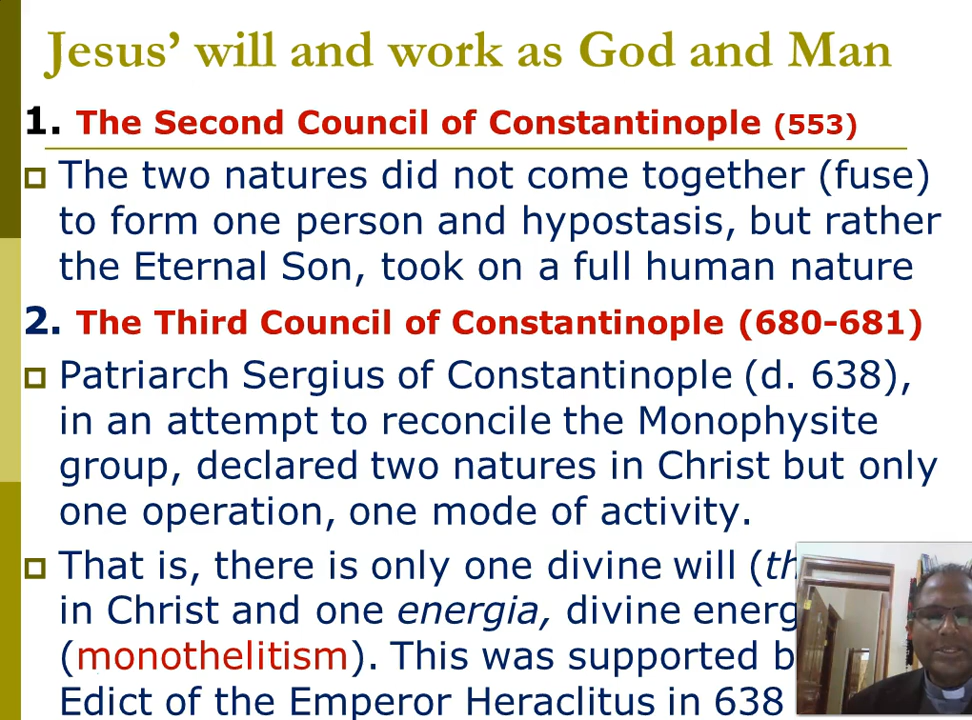 Jesus’ will and work as God and Man
1. The Second Council of Constantinople (553)
The two natures did not come together (fuse)
to form one person and hypostasis, but rather
the Eternal Son, took on a full human nature
2. The Third Council of Constantinople (680-681)
Patriarch Sergius of Constantinople (d. 638),
in an attempt to reconcile the Monophysite
group, declared two natures in Christ but only
one operation, one mode of activity.
That is, there is only one divine will (
in Christ and one energia, divine
(monothelitism). This was supported
Edict of the Emperor Heraclitus in 638